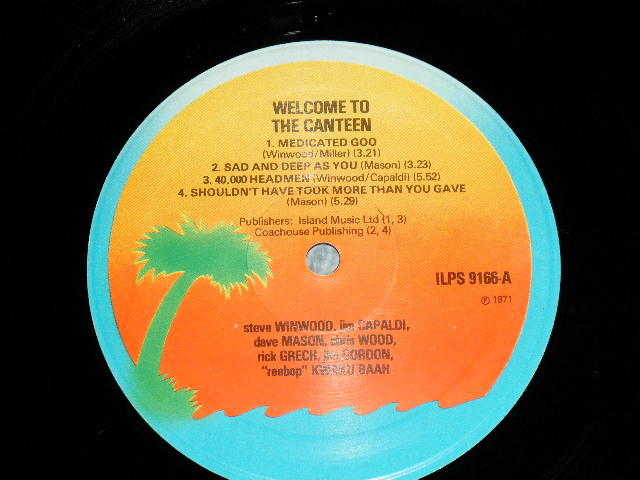 WELCOME TO
THE CANTEEN
1. MEDICATED GOO
(Winwood/Miller) (3.21)
2. SAD AND DEEP AS YOU (Mason) (3.23)
3. 40,000 HEADMEN (Winwood/Capaldi) (5.52)
4. SHOULDN'T HAVE TOOK MORE THAN YOU GAVE
(Mason) (5.29)
Publishers: Island Music Ltd (1, 3)
Coachouse Publishing (2, 4)
ILPS 9166-A
℗ 1971
steve WINWOOD, jim CAPALDI,
dave MASON, chris WOOD,
rick GRECH, jim GORDON,
"reebop" KWAKU BAAH